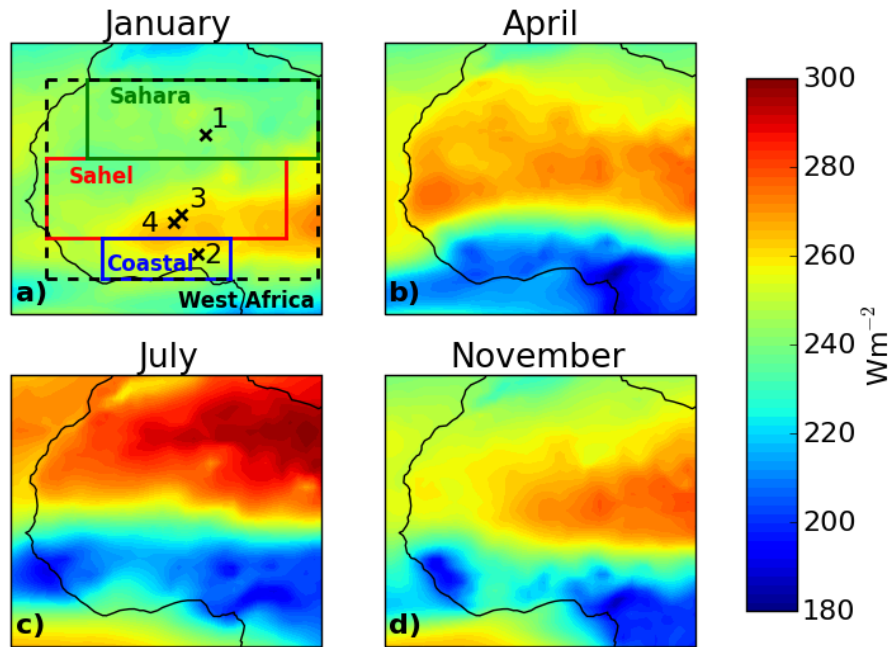 January
April
Sahara
1
Sahel
3
4
2
Coastal
West Africa
a)
b)
July
November
c)
d)
300
280
260
240
220
200
180
Wm⁻²